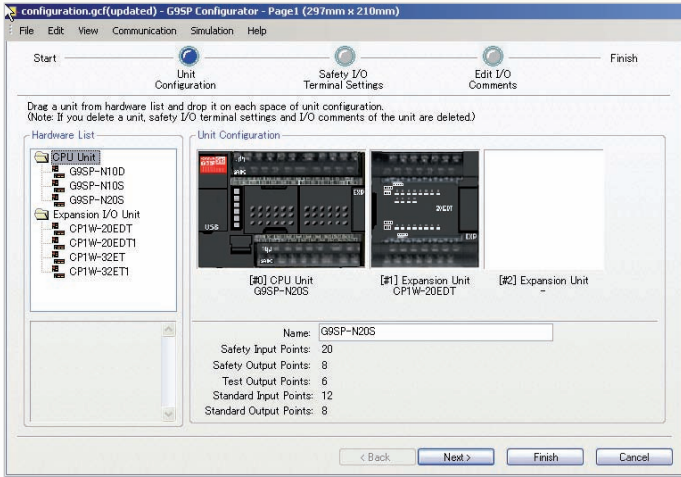 configuration.gcf(updated) - G9SP Configurator - Page1 (297mm x 210mm)
File Edit View Communication Simulation Help
Start
Unit Configuration
Safety I/O Terminal Settings
Edit I/O Comments
Finish
Drag a unit from hardware list and drop it on each space of unit configuration.
(Note: If you delete a unit, safety I/O terminal settings and I/O comments of the unit are deleted.)
Hardware List
CPU Unit
G9SP-N10D
G9SP-N10S
G9SP-N20S
Expansion I/O Unit
CP1W-20EDT
CP1W-20EDT1
CP1W-32ET
CP1W-32ET1
Unit Configuration
USB
EXP
20EDT
EXP
[#0] CPU Unit
G9SP-N20S
[#1] Expansion Unit
CP1W-20EDT
[#2] Expansion Unit
-
Name: G9SP-N20S
Safety Input Points: 20
Safety Output Points: 8
Test Output Points: 6
Standard Input Points: 12
Standard Output Points: 8
< Back Next > Finish Cancel